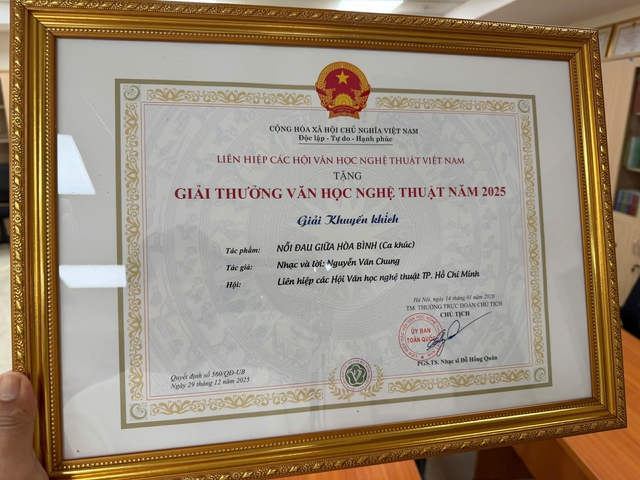 CỘNG HÒA XÃ HỘI CHỦ NGHĨA VIỆT NAM
Độc lập - Tự do - Hạnh phúc
LIÊN HIỆP CÁC HỘI VĂN HỌC NGHỆ THUẬT VIỆT NAM
TẶNG
GIẢI THƯỞNG VĂN HỌC NGHỆ THUẬT NĂM 2025
Giải Khuyến khích
Tác phẩm: NỖI ĐAU GIỮA HÒA BÌNH (Ca khúc)
Tác giả: Nhạc và lời: Nguyễn Văn Chung
Hội: Liên hiệp các Hội Văn học nghệ thuật TP. Hồ Chí Minh
Hà Nội, ngày 14 tháng 01 năm 2026
TM. THƯỜNG TRỰC ĐOÀN CHỦ TỊCH
CHỦ TỊCH
ỦY BAN
TOÀN QUỐC
PGS.TS. Nhạc sĩ Đỗ Hồng Quân
Quyết định số 560/QĐ-UB
Ngày 29 tháng 12 năm 2025